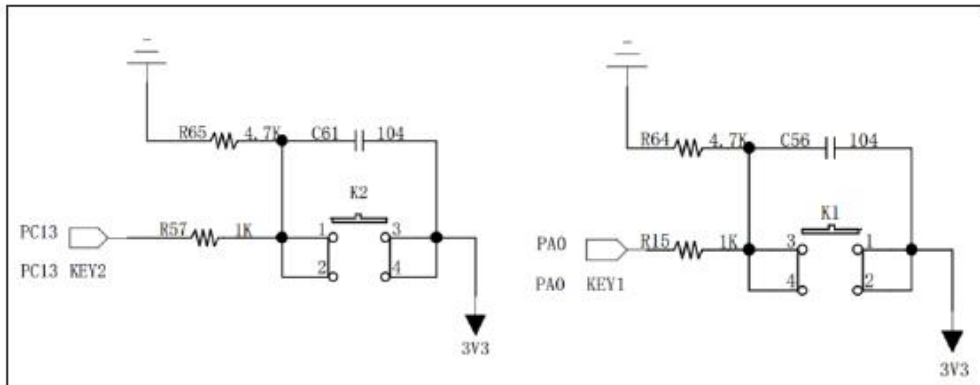 R65 4.7K C61 104
K2
PC13 R57 1K 1 3
PC13 KEY2 2 4
3V3
R64 4.7K C56 104
K1
PA0 R15 1K 3 1
PA0 KEY1 4 2
3V3